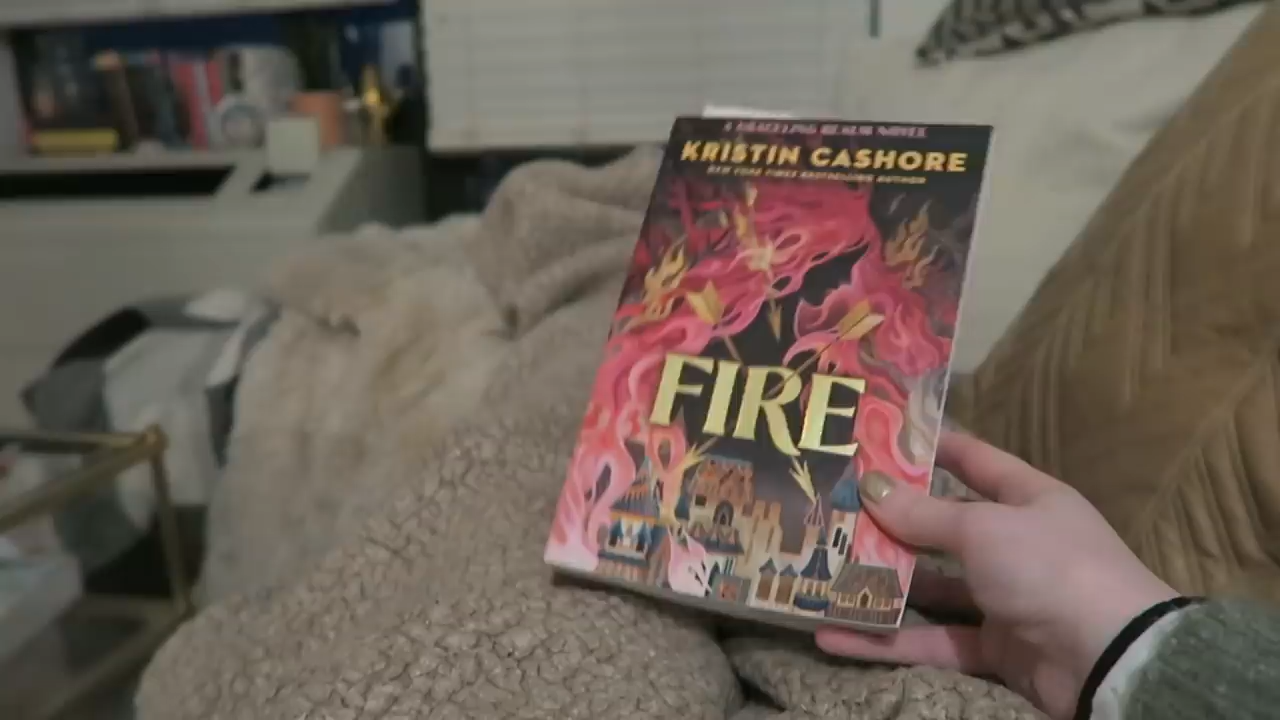 A GRACELING REALM NOVEL
KRISTIN CASHORE
NEW YORK TIMES BESTSELLING AUTHOR
FIRE